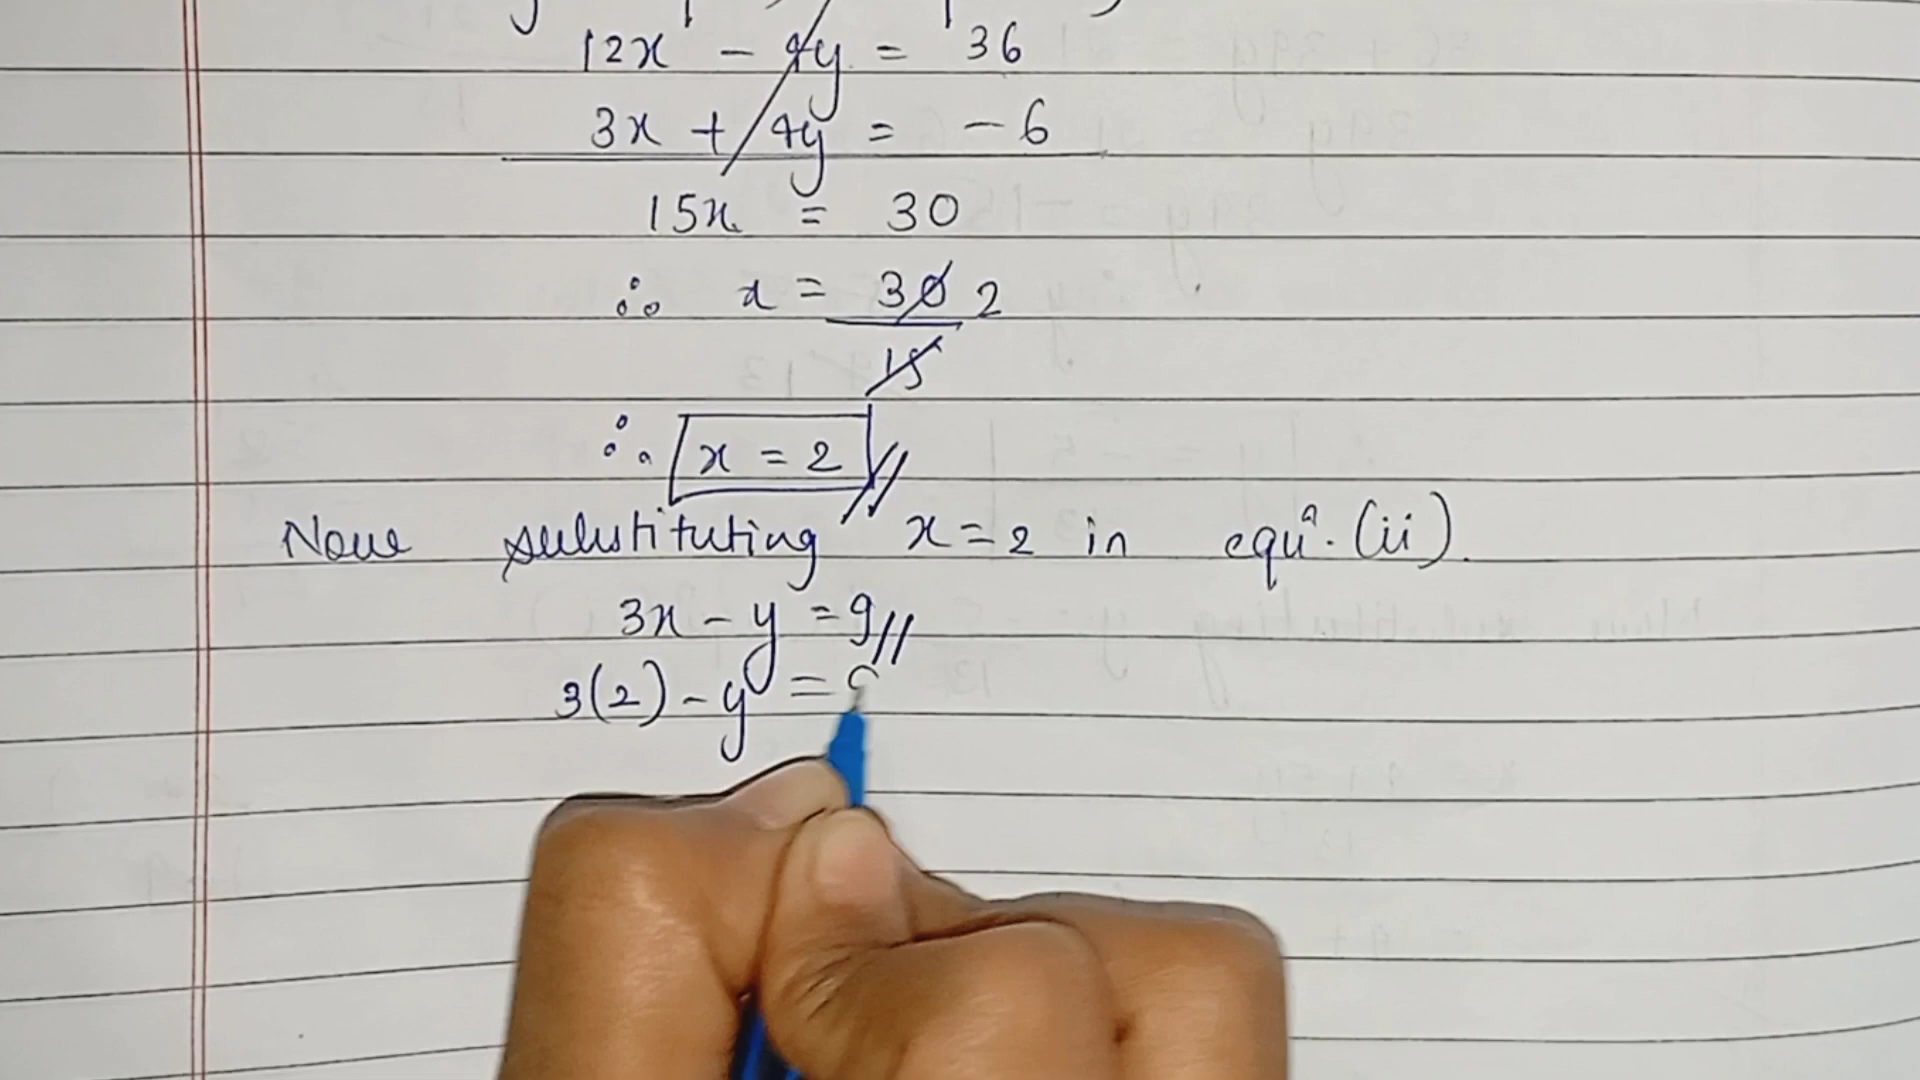 12x - 4y = 36
3x + 4y = - 6
15x = 30
∴ x = 30 2
15
∴ x = 2 //
Now substituting x = 2 in equⁿ. (ii).
3x - y = 9 //
3(2) - y =